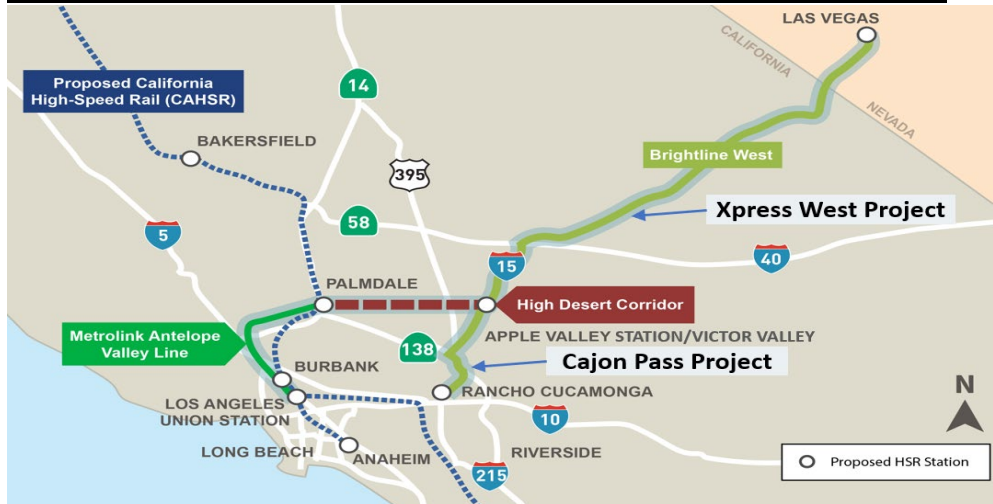 LAS VEGAS
CALIFORNIA
NEVADA
Proposed California
High-Speed Rail (CAHSR)
14
BAKERSFIELD
395
Brightline West
Xpress West Project
58
5
15
40
PALMDALE
High Desert Corridor
Metrolink Antelope
Valley Line
138
APPLE VALLEY STATION/VICTOR VALLEY
Cajon Pass Project
BURBANK
RANCHO CUCAMONGA
LOS ANGELES
UNION STATION
10
N
LONG BEACH
ANAHEIM
RIVERSIDE
215
Proposed HSR Station